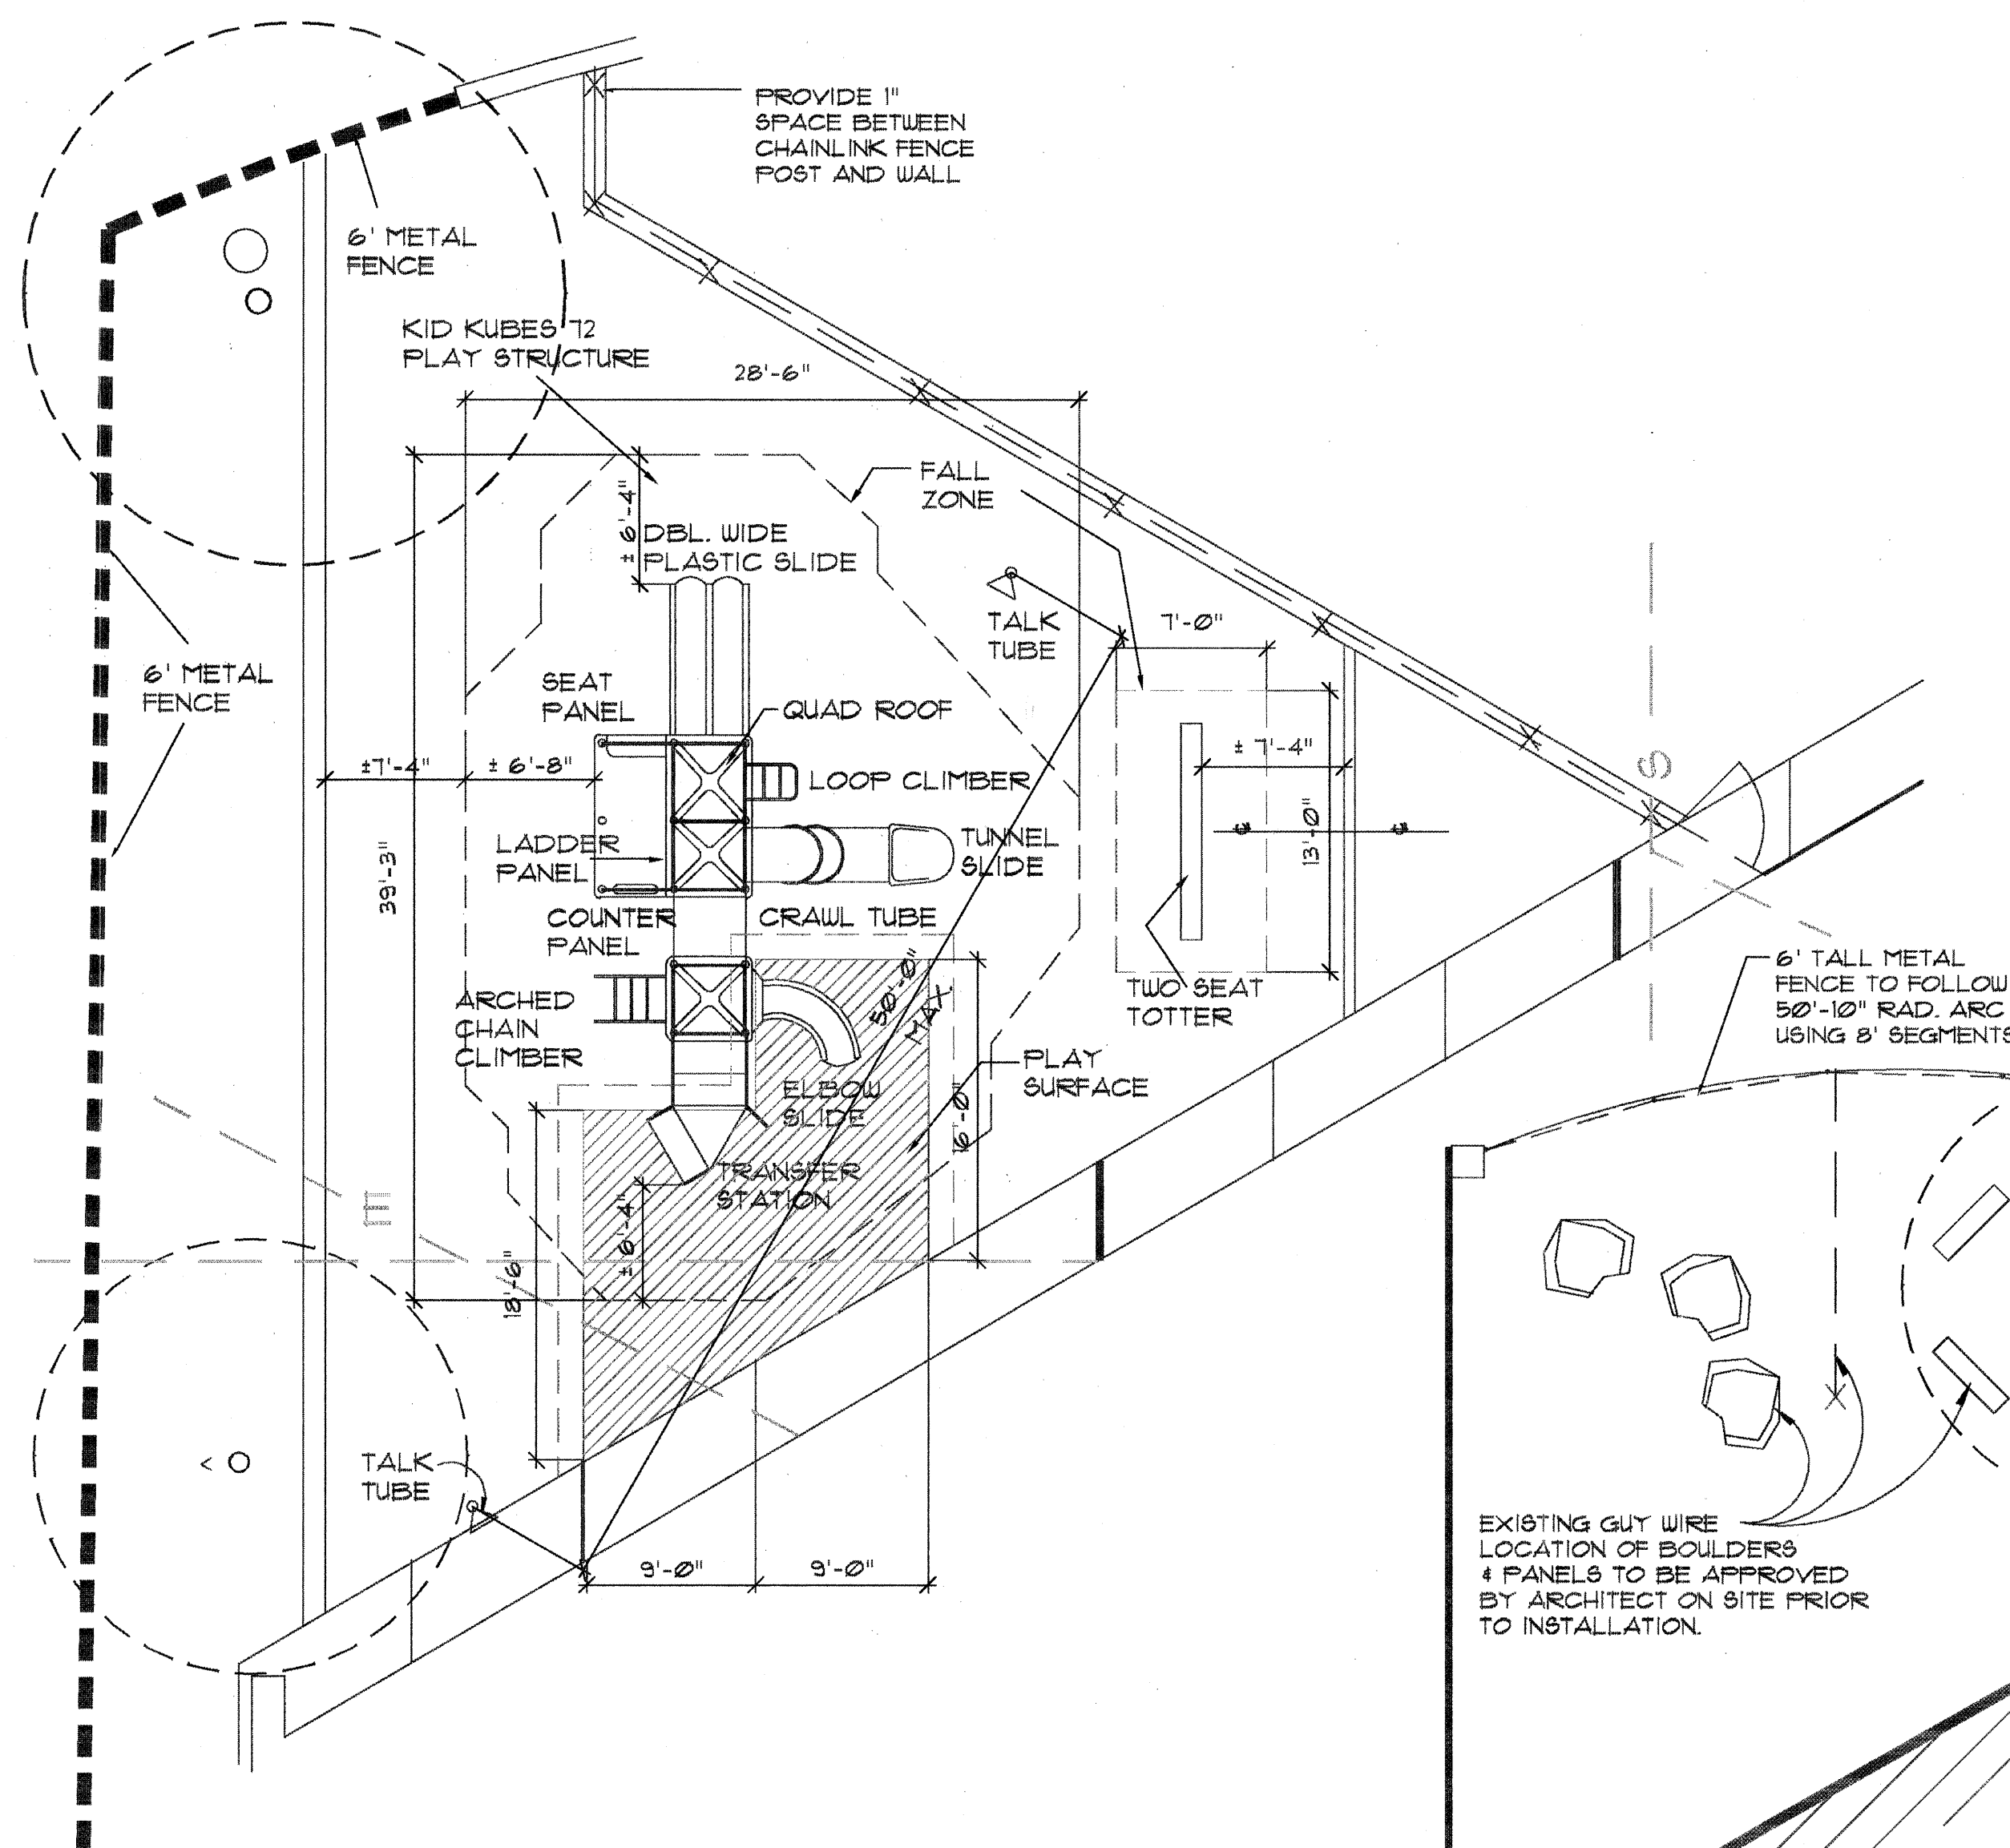 PROVIDE 1"
SPACE BETWEEN
CHAINLINK FENCE
POST AND WALL
6' METAL
FENCE
KID KUBES 72
PLAY STRUCTURE
28'-6"
FALL
ZONE
± 6'-4"
DBL. WIDE
PLASTIC SLIDE
TALK
TUBE
7'-0"
6' METAL
FENCE
SEAT
PANEL
QUAD ROOF
±7'-4"
± 6'-8"
LOOP CLIMBER
± 7'-4"
S
LADDER
PANEL
TUNNEL
SLIDE
13'-0"
39'-3"
COUNTER
PANEL
CRAWL TUBE
ARCHED
CHAIN
CLIMBER
50'-0"
MAX.
TWO SEAT
TOTTER
6' TALL METAL
FENCE TO FOLLOW
50'-10" RAD. ARC
USING 8' SEGMENTS
PLAY
SURFACE
ELBOW
SLIDE
16'-0"
TRANSFER
STATION
E
± 6'-4"
18'-6"
TALK
TUBE
9'-0"
9'-0"
EXISTING GUY WIRE
LOCATION OF BOULDERS
& PANELS TO BE APPROVED
BY ARCHITECT ON SITE PRIOR
TO INSTALLATION.